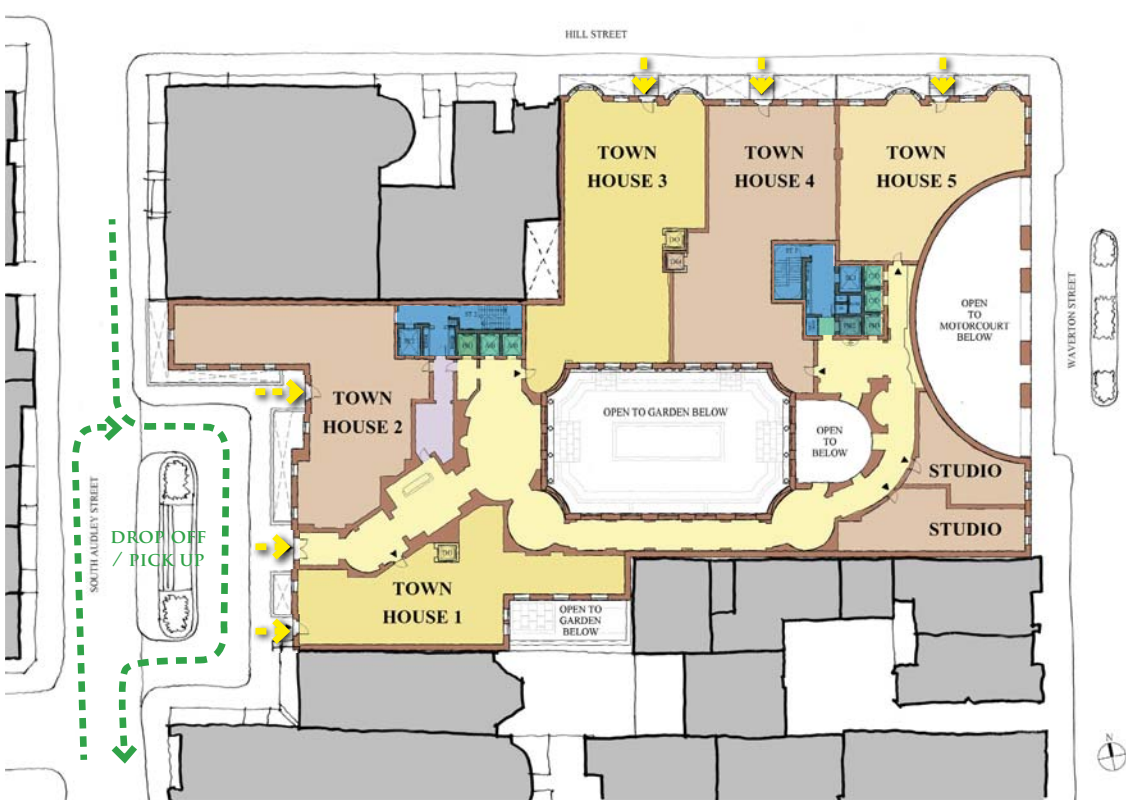 HILL STREET
TOWN
HOUSE 3
TOWN
HOUSE 4
TOWN
HOUSE 5
OPEN
TO
MOTORCOURT
BELOW
WAVERTON STREET
TOWN
HOUSE 2
OPEN TO GARDEN BELOW
OPEN
TO
BELOW
STUDIO
STUDIO
SOUTH AUDLEY STREET
DROP OFF
/ PICK UP
TOWN
HOUSE 1
OPEN TO
GARDEN
BELOW
N